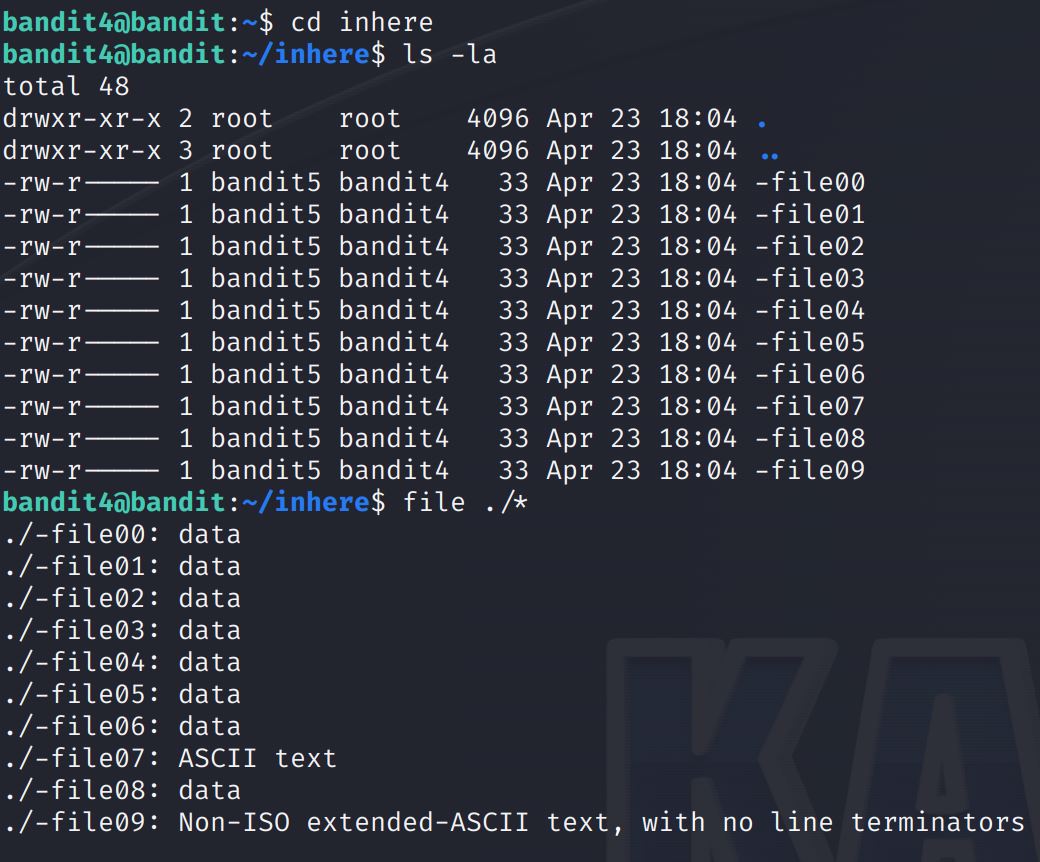 bandit4@bandit:~$ cd inhere
bandit4@bandit:~/inhere$ ls -la
total 48
drwxr-xr-x 2 root    root    4096 Apr 23 18:04 .
drwxr-xr-x 3 root    root    4096 Apr 23 18:04 ..
-rw-r----- 1 bandit5 bandit4   33 Apr 23 18:04 -file00
-rw-r----- 1 bandit5 bandit4   33 Apr 23 18:04 -file01
-rw-r----- 1 bandit5 bandit4   33 Apr 23 18:04 -file02
-rw-r----- 1 bandit5 bandit4   33 Apr 23 18:04 -file03
-rw-r----- 1 bandit5 bandit4   33 Apr 23 18:04 -file04
-rw-r----- 1 bandit5 bandit4   33 Apr 23 18:04 -file05
-rw-r----- 1 bandit5 bandit4   33 Apr 23 18:04 -file06
-rw-r----- 1 bandit5 bandit4   33 Apr 23 18:04 -file07
-rw-r----- 1 bandit5 bandit4   33 Apr 23 18:04 -file08
-rw-r----- 1 bandit5 bandit4   33 Apr 23 18:04 -file09
bandit4@bandit:~/inhere$ file ./*
./-file00: data
./-file01: data
./-file02: data
./-file03: data
./-file04: data
./-file05: data
./-file06: data
./-file07: ASCII text
./-file08: data
./-file09: Non-ISO extended-ASCII text, with no line terminators
KA